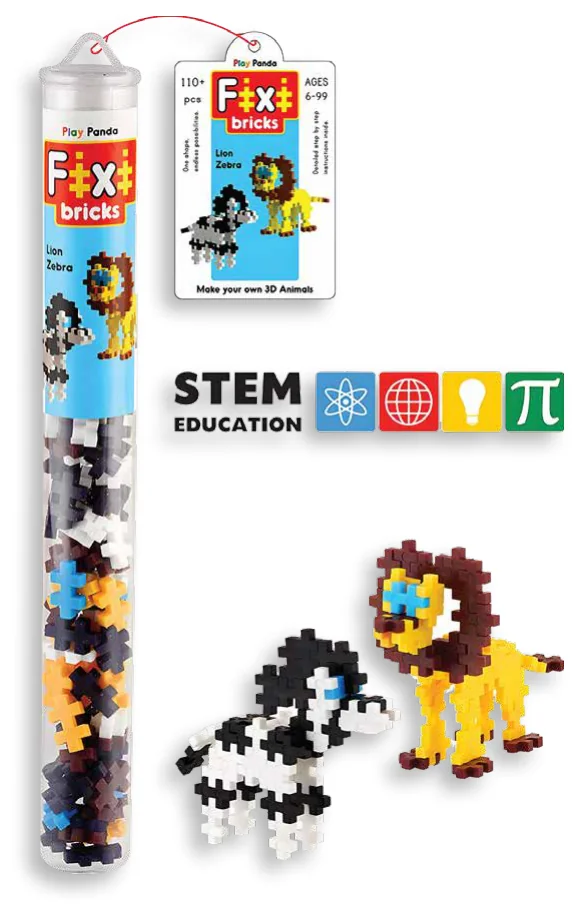 Play Panda
Fixi
bricks
Lion
Zebra
Play Panda
110+
pcs
Fixi
bricks
AGES
6-99
One shape,
endless possibilities.
Lion
Zebra
Detailed step by step
instructions inside.
Make your own 3D Animals
STEM
EDUCATION
π